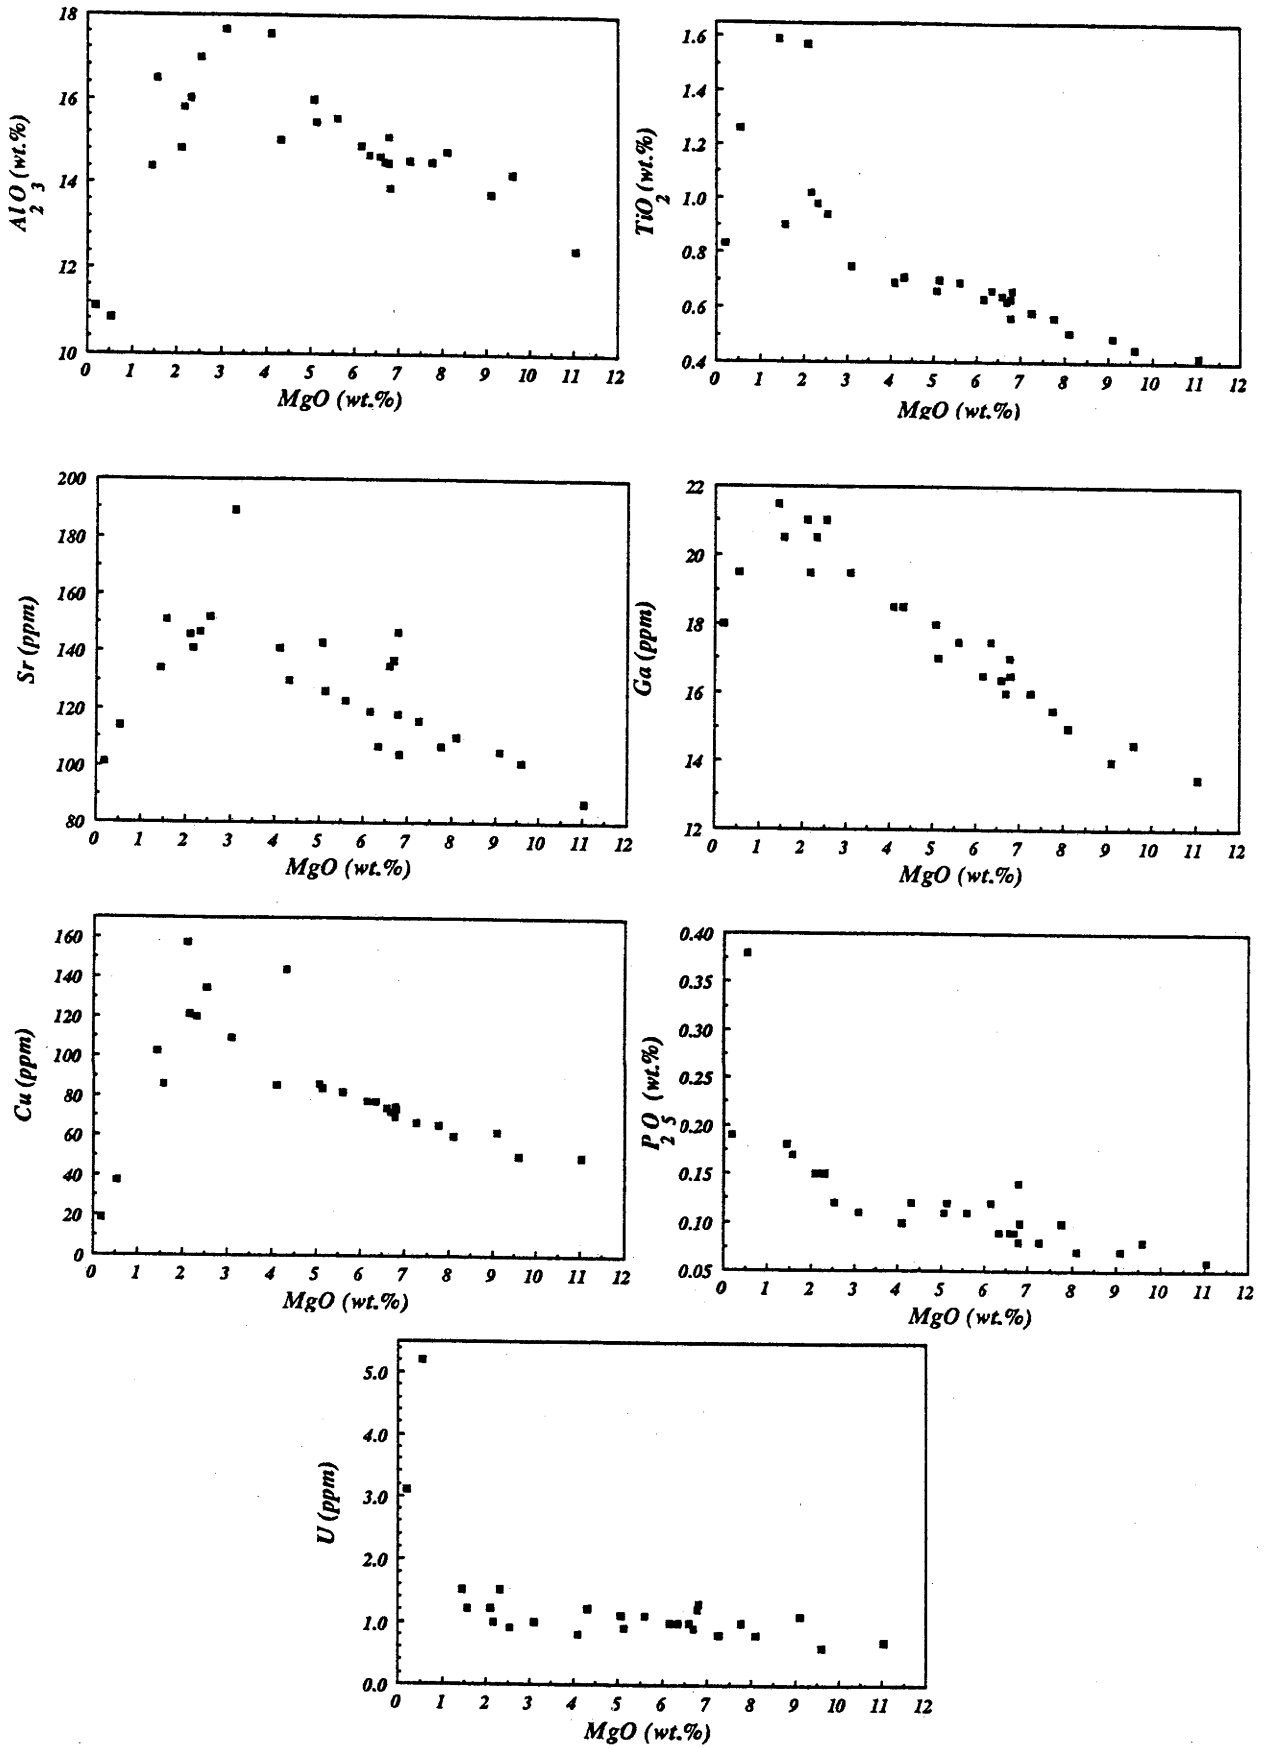 18
16
14
12
10
Al O (wt.%)
2 3
0 1 2 3 4 5 6 7 8 9 10 11 12
MgO (wt.%)
1.6
1.4
1.2
1.0
0.8
0.6
0.4
TiO (wt.%)
2
0 1 2 3 4 5 6 7 8 9 10 11 12
MgO (wt.%)
200
180
160
140
120
100
80
Sr (ppm)
0 1 2 3 4 5 6 7 8 9 10 11 12
MgO (wt.%)
22
20
18
16
14
12
Ga (ppm)
0 1 2 3 4 5 6 7 8 9 10 11 12
MgO (wt.%)
160
140
120
100
80
60
40
20
0
Cu (ppm)
0 1 2 3 4 5 6 7 8 9 10 11 12
MgO (wt.%)
0.40
0.35
0.30
0.25
0.20
0.15
0.10
0.05
P O (wt.%)
2 5
0 1 2 3 4 5 6 7 8 9 10 11 12
MgO (wt.%)
5.0
4.0
3.0
2.0
1.0
0.0
U (ppm)
0 1 2 3 4 5 6 7 8 9 10 11 12
MgO (wt.%)